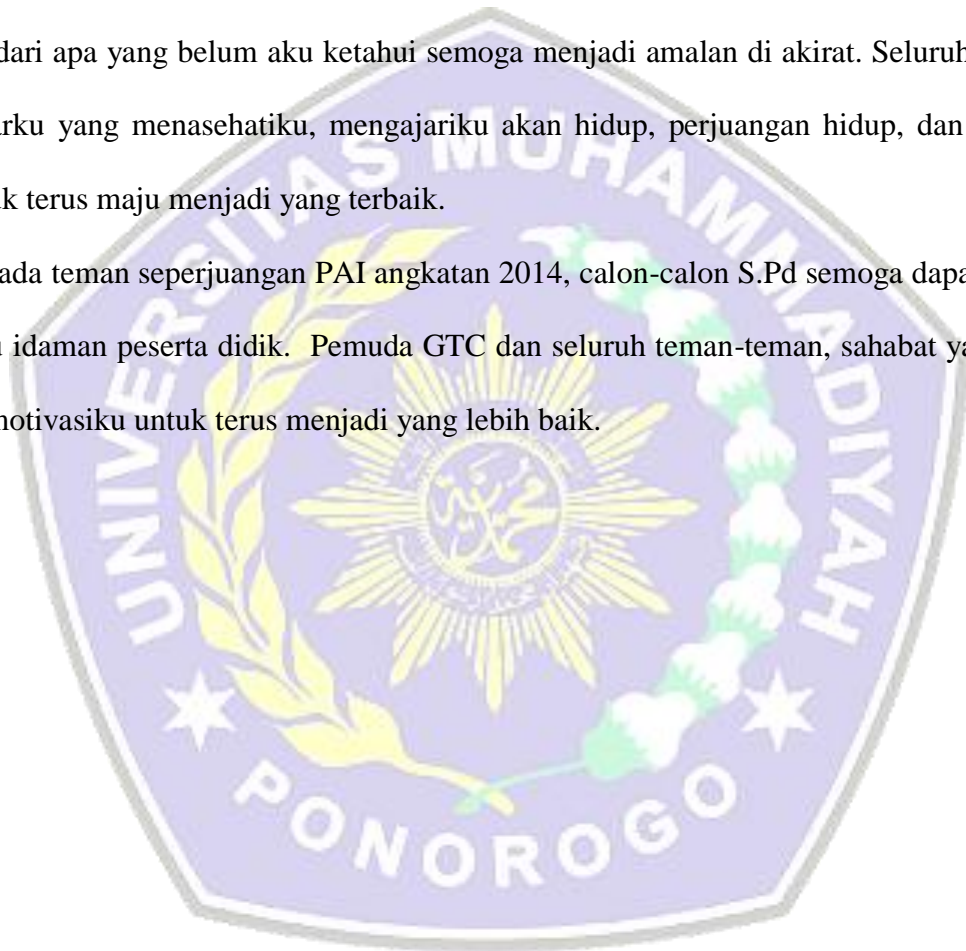 dari apa yang belum aku ketahui semoga menjadi amalan di akirat. Seluruh
arku yang menasehatiku, mengajariku akan hidup, perjuangan hidup, dan
uk terus maju menjadi yang terbaik.
ada teman seperjuangan PAI angkatan 2014, calon-calon S.Pd semoga dapa
u idaman peserta didik. Pemuda GTC dan seluruh teman-teman, sahabat ya
motivasiku untuk terus menjadi yang lebih baik.
UNIVERSITAS MUHAMMADIYAH
PONOROGO